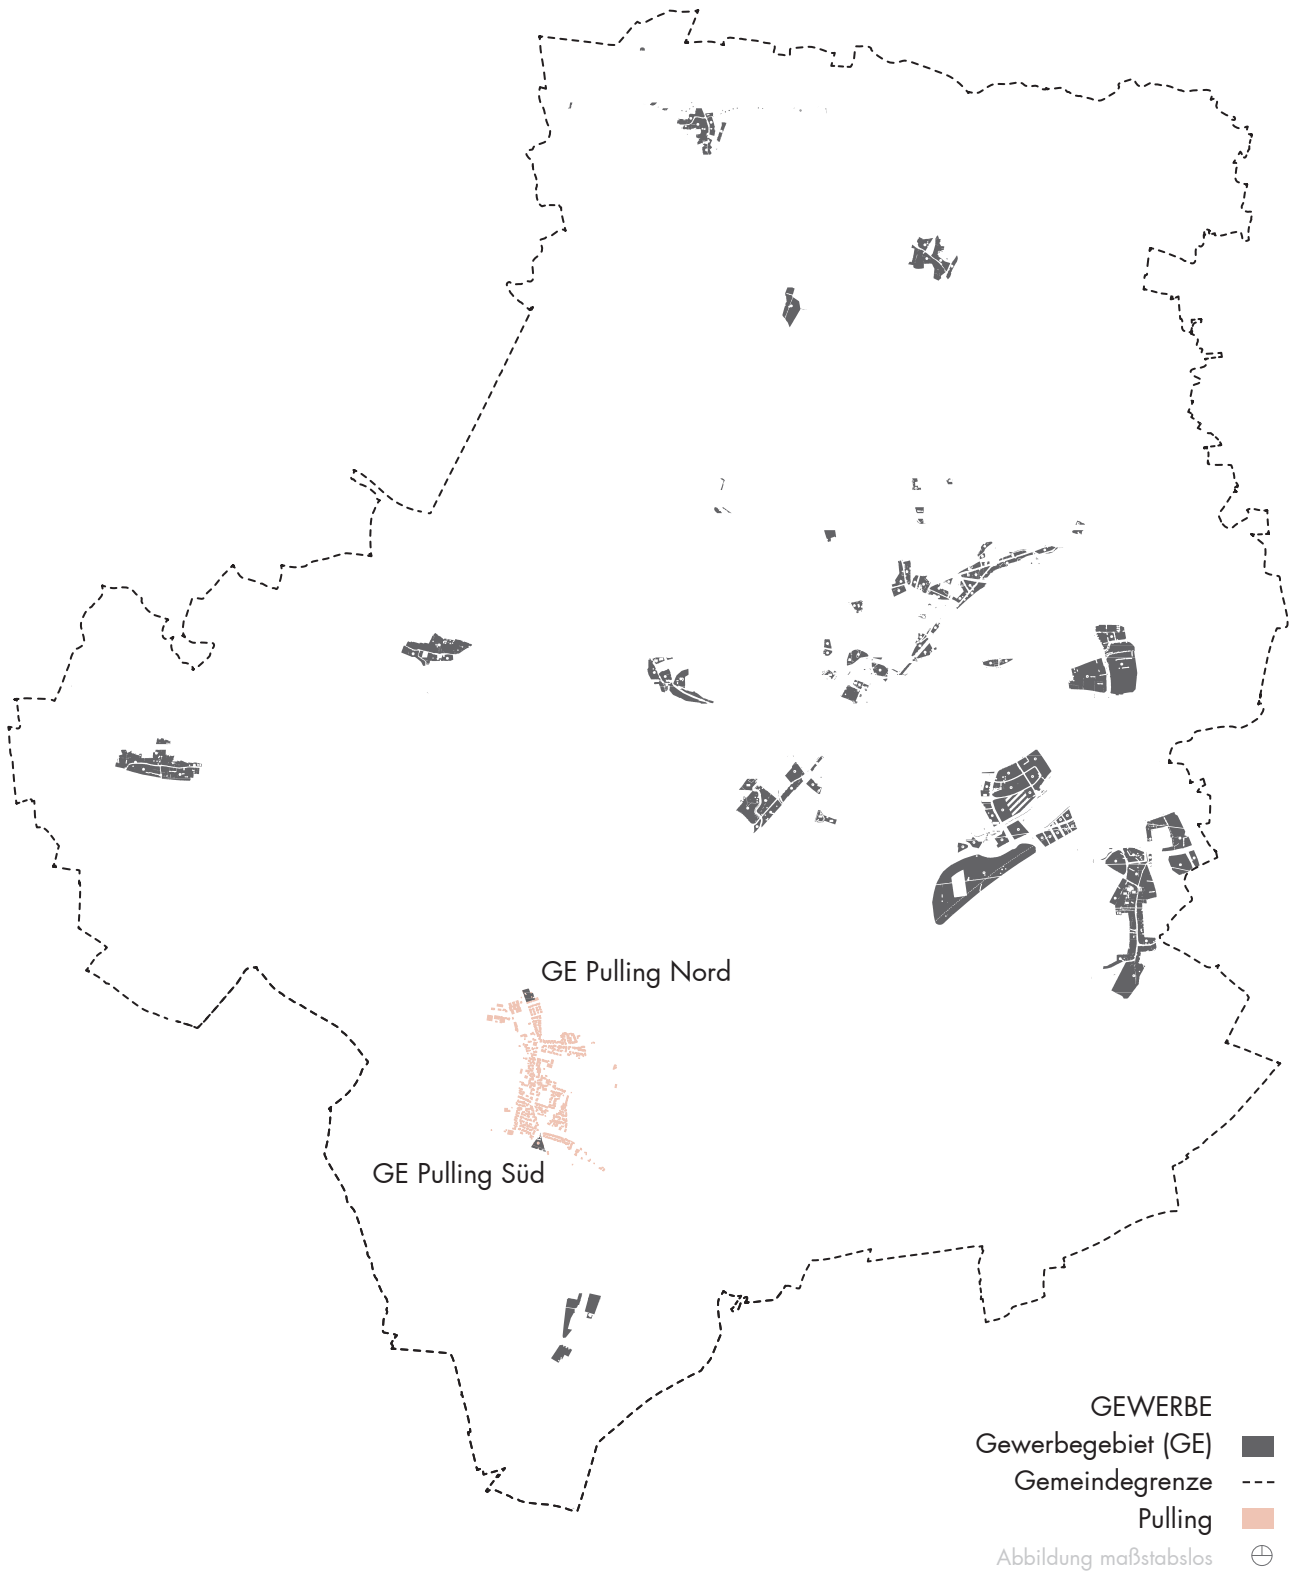 GE Pulling Nord
GE Pulling Süd
GEWERBE
Gewerbegebiet (GE)
Gemeindegrenze
Pulling
Abbildung maßstabslos